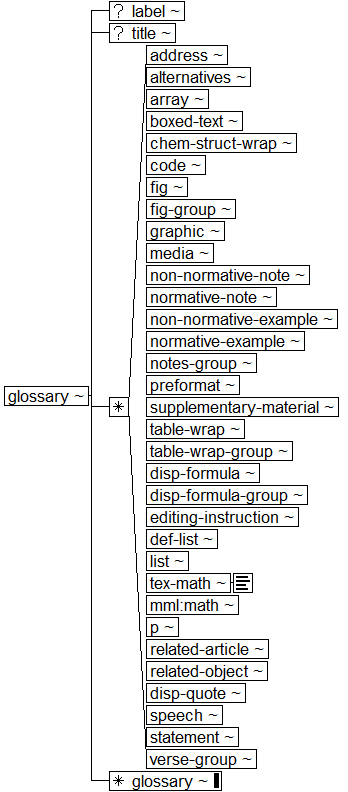 ? label ~
? title ~
address ~
alternatives ~
array ~
boxed-text ~
chem-struct-wrap ~
code ~
fig ~
fig-group ~
graphic ~
media ~
non-normative-note ~
normative-note ~
non-normative-example ~
normative-example ~
notes-group ~
preformat ~
glossary ~
* supplementary-material ~
table-wrap ~
table-wrap-group ~
disp-formula ~
disp-formula-group ~
editing-instruction ~
def-list ~
list ~
tex-math ~
mml:math ~
p ~
related-article ~
related-object ~
disp-quote ~
speech ~
statement ~
verse-group ~
* glossary ~